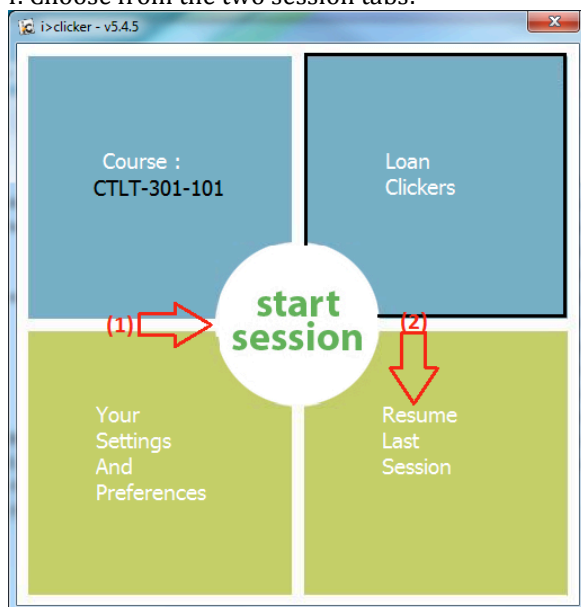 i. Choose from the two session tabs:
i>clicker - v5.4.5
x
Course :
CTLT-301-101
Loan
Clickers
(1)
start
session
(2)
Your
Settings
And
Preferences
Resume
Last
Session